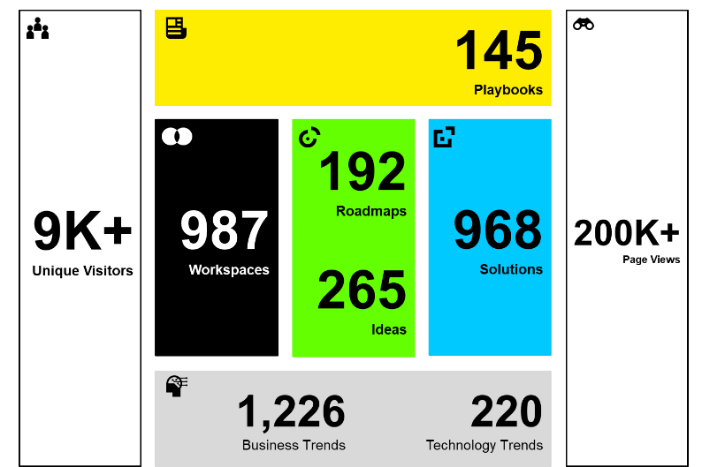 145
Playbooks
9K+
Unique Visitors
987
Workspaces
192
Roadmaps
265
Ideas
968
Solutions
200K+
Page Views
1,226
Business Trends
220
Technology Trends